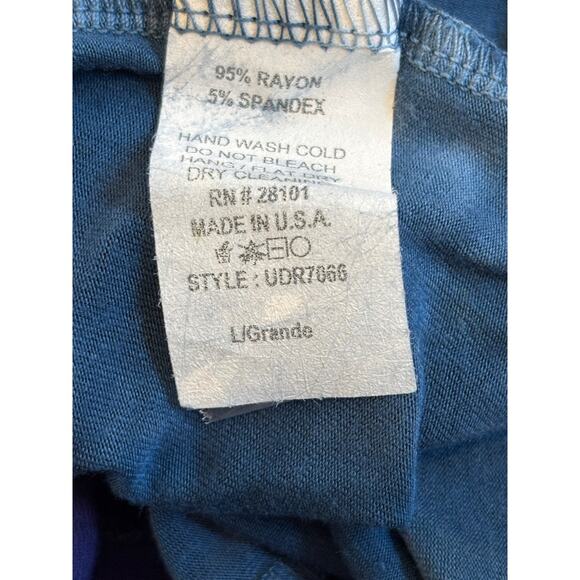 95% RAYON
5% SPANDEX
HAND WASH COLD
DO NOT BLEACH
HANG / FLAT DRY
DRY CLEANING
RN # 28101
MADE IN U.S.A.
STYLE : UDR7066
L/Grande